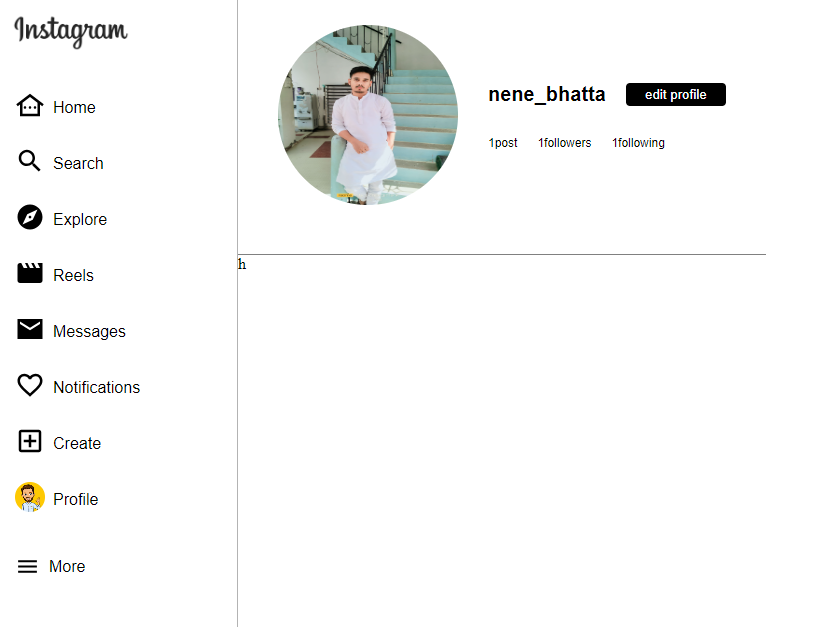 Instagram
Home
Search
Explore
Reels
Messages
Notifications
Create
Profile
More
nene_bhatta edit profile
1post 1followers 1following
h